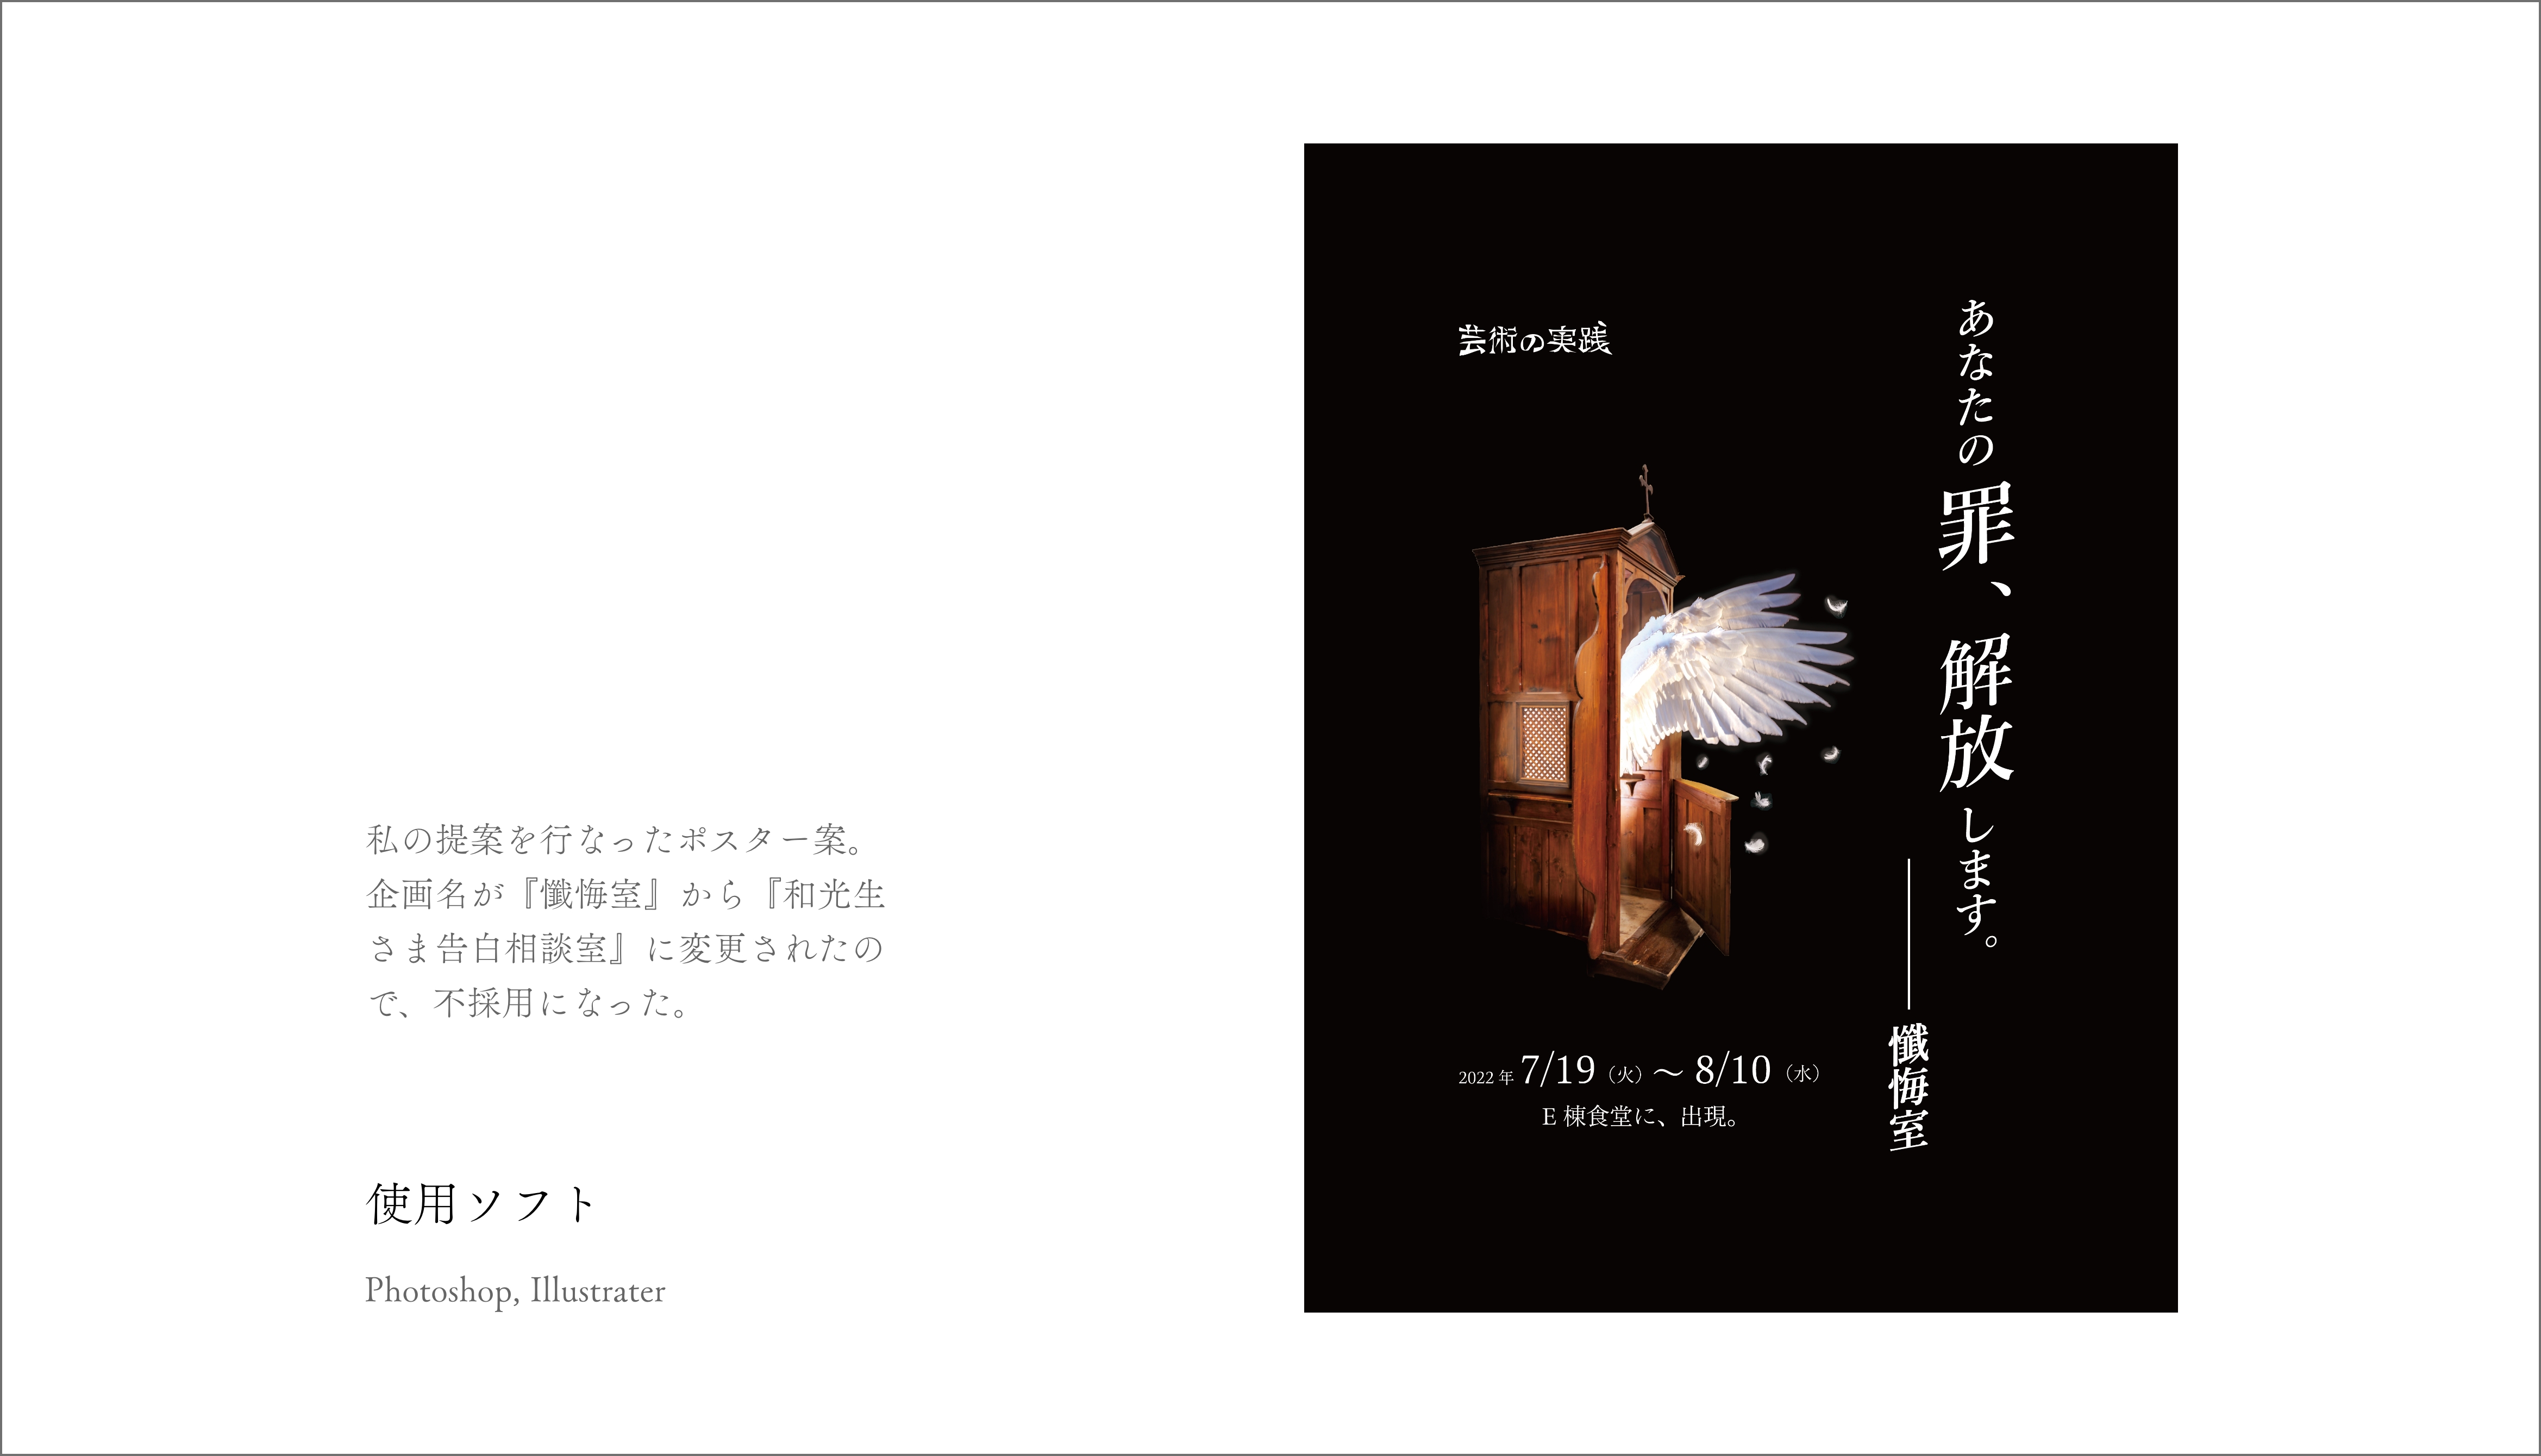 私の提案を行なったポスター案。
企画名が『懺悔室』から『和光生
さま告白相談室』に変更されたの
で、不採用になった。
使用ソフト
Photoshop, Illustrater
芸術の実践
あなたの罪、解放します。
懺悔室
2022年 7/19（火）〜 8/10（水）
E 棟食堂に、出現。